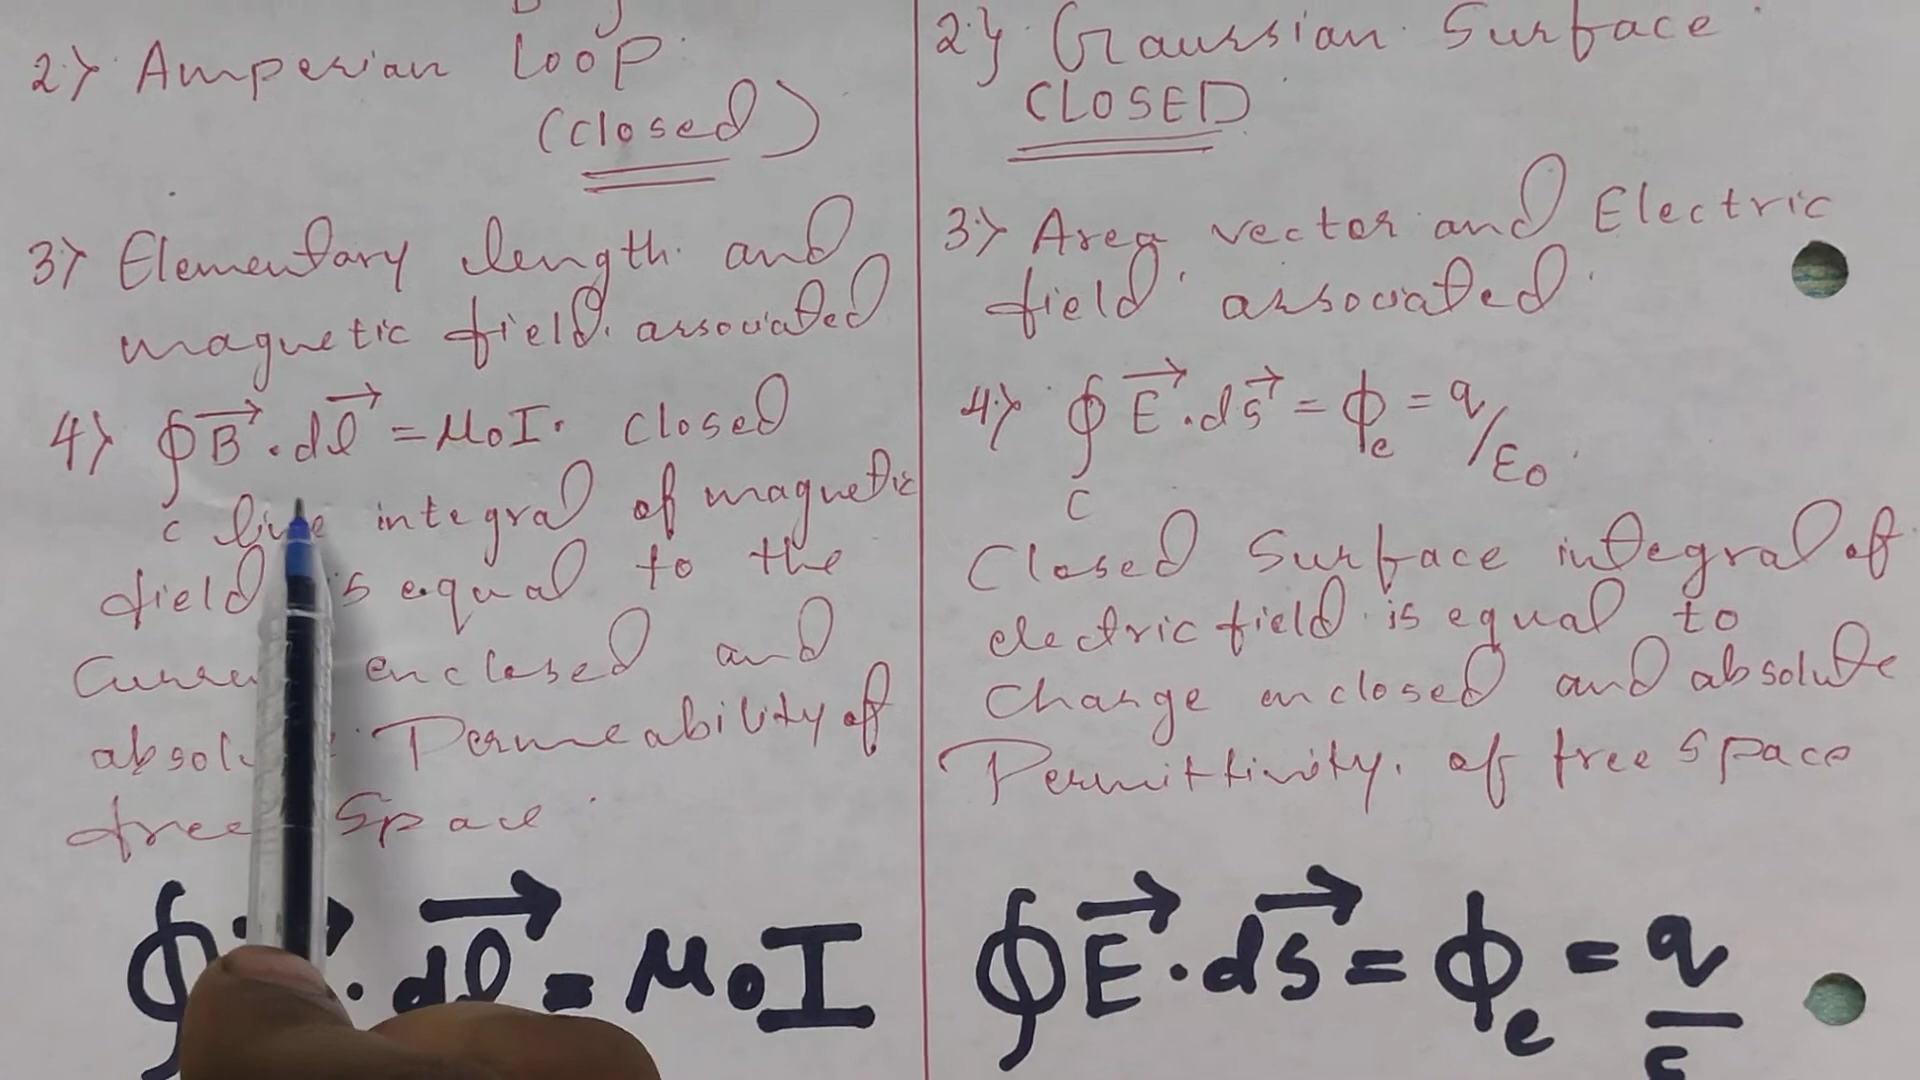 2) Amperian Loop
(closed)
3) Elementary length and
magnetic field associated
4) ∮B⃗.dl⃗ = μ₀I. closed
c line integral of magnetic
field is equal to the
enclosed and
Permeability of
free space
∮ . dl⃗ = μ₀I
2} Gaussian Surface
CLOSED
3) Area vector and Electric
field associated
4) ∮E⃗.ds⃗ = ϕe = q/ε₀
C
Closed Surface integral of
electric field is equal to
charge enclosed and absolute
Permittivity. of free space
∮E⃗.ds⃗ = ϕe = q